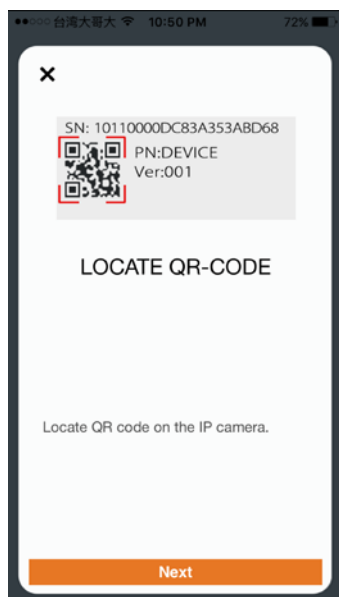 台湾大哥大 10:50 PM 72%
SN: 10110000DC83A353ABD68
PN:DEVICE
Ver:001
LOCATE QR-CODE
Locate QR code on the IP camera.
Next